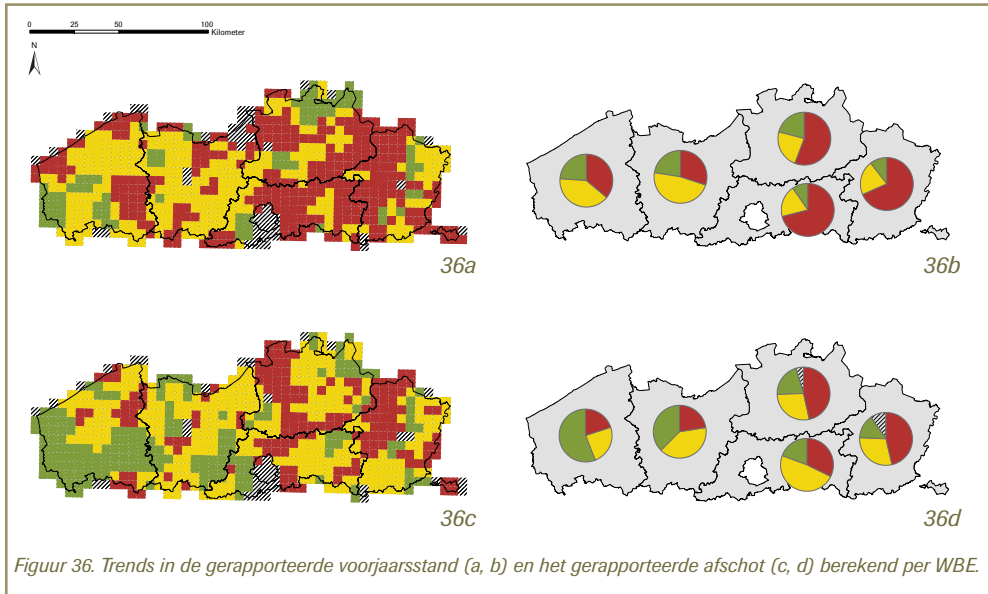 0 25 50 100
Kilometer
N
36a
36b
36c
36d
Figuur 36. Trends in de gerapporteerde voorjaarsstand (a, b) en het gerapporteerde afschot (c, d) berekend per WBE.